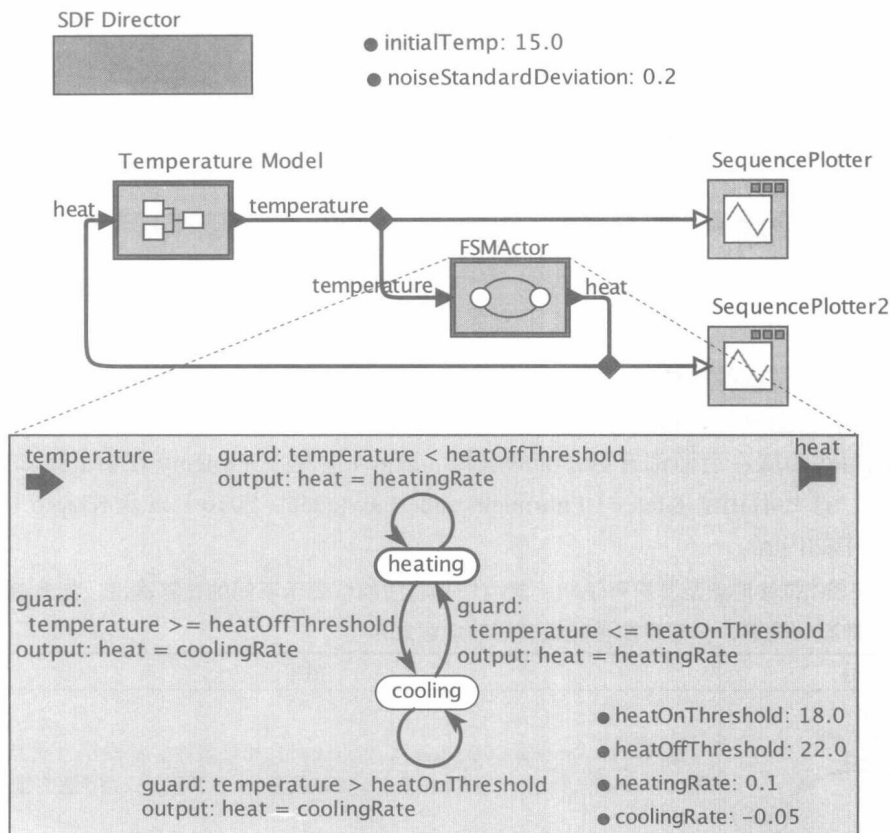 SDF Director
initialTemp: 15.0
noiseStandardDeviation: 0.2
Temperature Model
SequencePlotter
heat
temperature
FSMActor
temperature
heat
SequencePlotter2
temperature
guard: temperature < heatOffThreshold
output: heat = heatingRate
heat
heating
guard:
temperature >= heatOffThreshold
output: heat = coolingRate
guard:
temperature <= heatOnThreshold
output: heat = heatingRate
cooling
guard: temperature > heatOnThreshold
output: heat = coolingRate
heatOnThreshold: 18.0
heatOffThreshold: 22.0
heatingRate: 0.1
coolingRate: −0.05